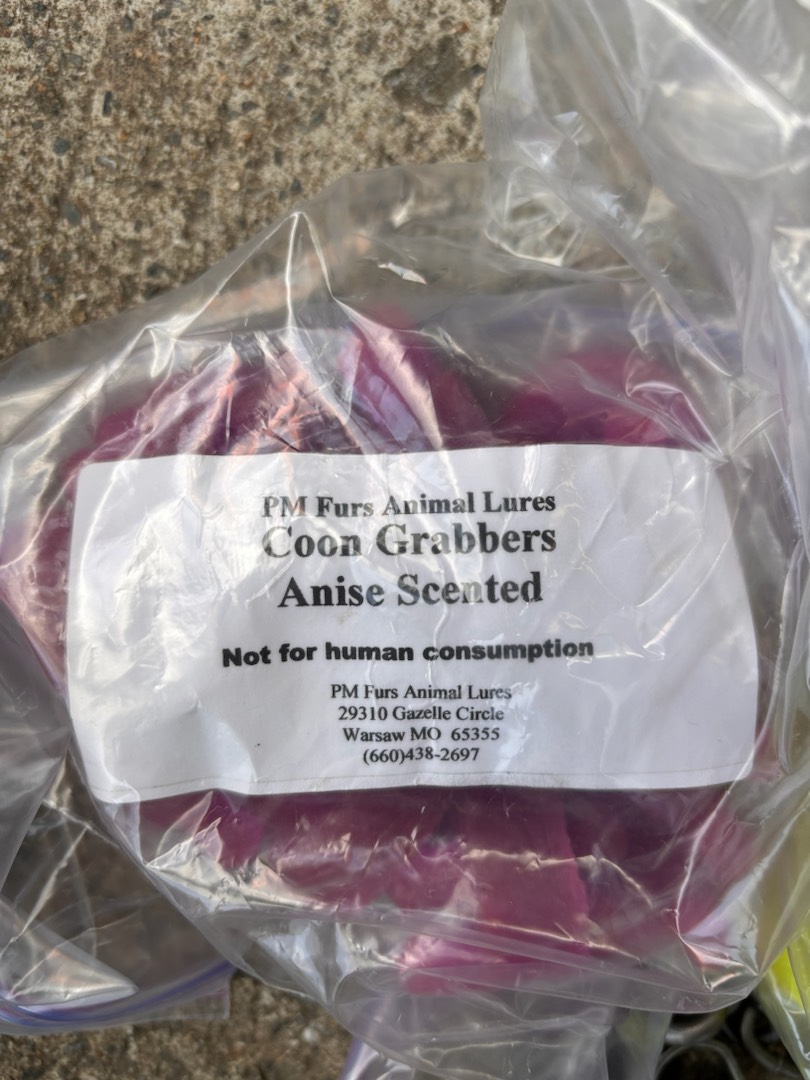 PM Furs Animal Lures
Coon Grabbers
Anise Scented
Not for human consumption
PM Furs Animal Lures
29310 Gazelle Circle
Warsaw MO 65355
(660)438-2697